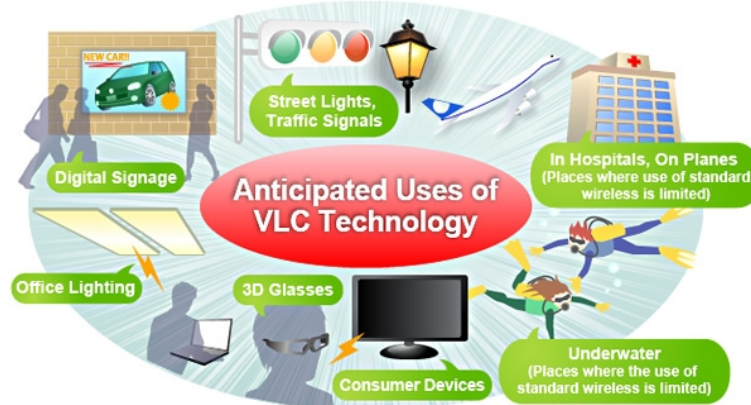 NEW CAR!!
Street Lights,
Traffic Signals
Digital Signage
In Hospitals, On Planes
(Places where use of standard
wireless is limited)
Anticipated Uses of
VLC Technology
Office Lighting
3D Glasses
Consumer Devices
Underwater
(Places where the use of
standard wireless is limited)